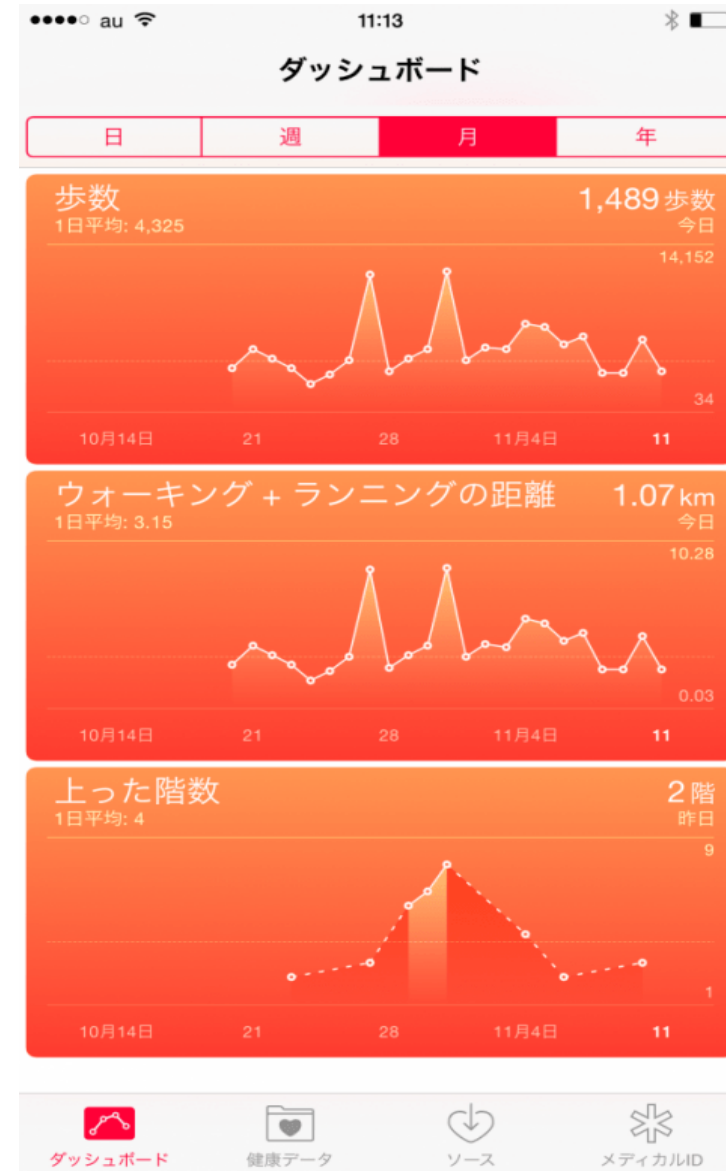 au 11:13
ダッシュボード
日 週 月 年
歩数 1,489 歩数
1日平均: 4,325 今日
14,152
34
10月14日 21 28 11月4日 11
ウォーキング + ランニングの距離 1.07 km
1日平均: 3.15 今日
10.28
0.03
10月14日 21 28 11月4日 11
上った階数 2 階
1日平均: 4 昨日
9
1
10月14日 21 28 11月4日 11
ダッシュボード 健康データ ソース メディカルID